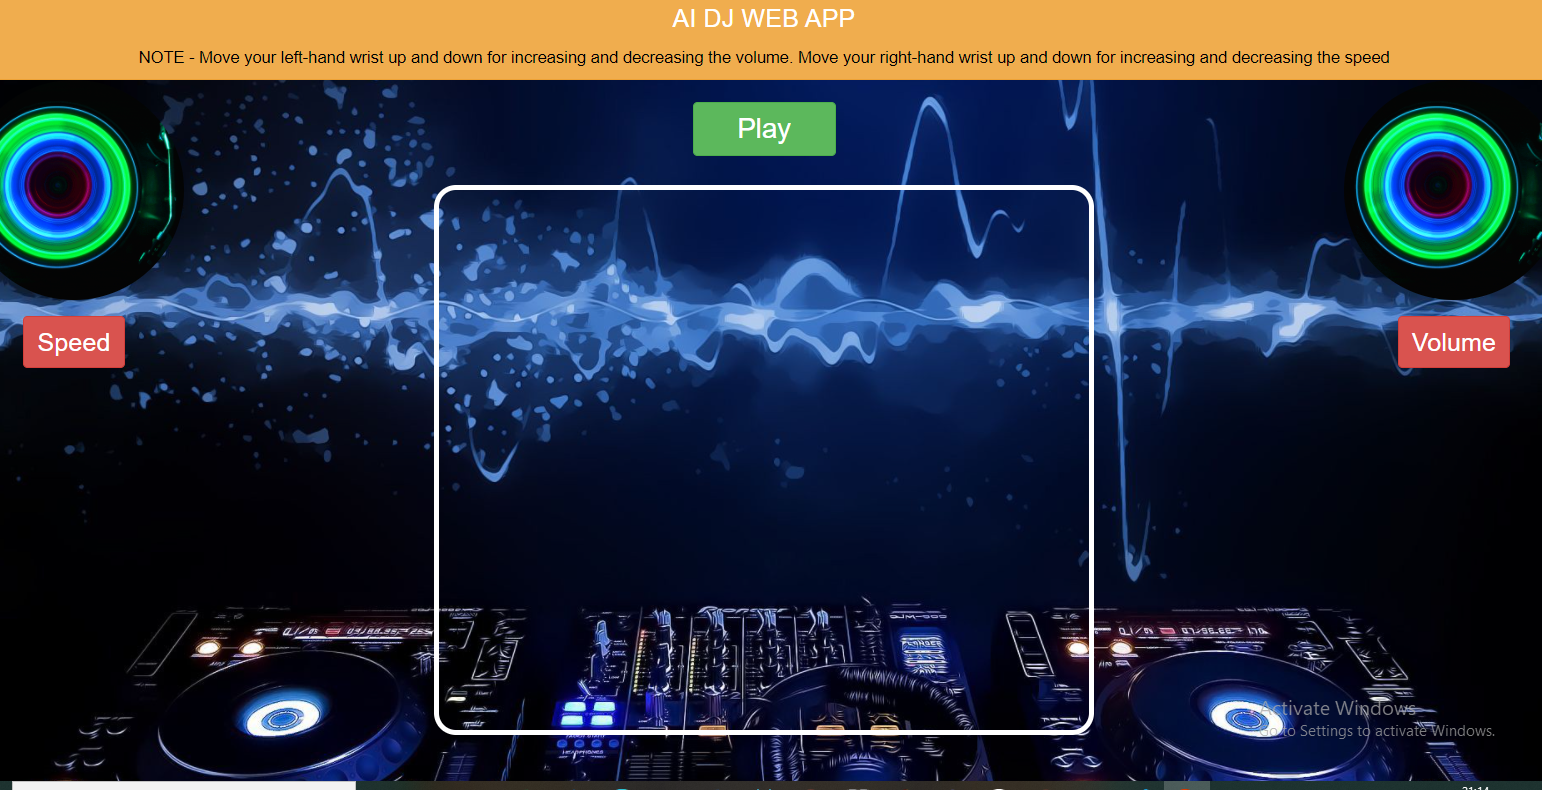 AI DJ WEB APP
NOTE - Move your left-hand wrist up and down for increasing and decreasing the volume. Move your right-hand wrist up and down for increasing and decreasing the speed
Play
Speed
Volume
Activate Windows
Go to Settings to activate Windows.